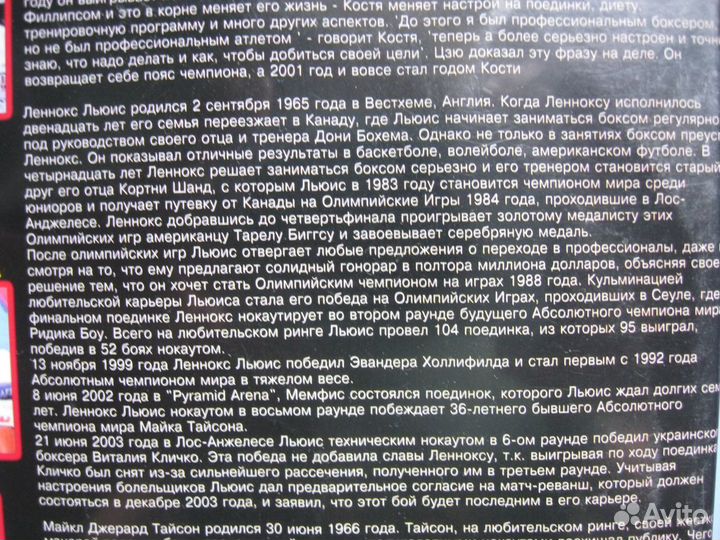 году он выигрывает
Филлипсом и это в корне меняет его жизнь - Костя меняет настрой на поединки, диету,
тренировочную программу и много других аспектов. 'До этого я был профессиональным боксером
но не был профессиональным атлетом ' - говорит Костя, 'теперь а более серьезно настроен и точно
знаю, что надо делать и как, чтобы добиться своей цели'. Цзю доказал эту фразу на деле. Он
возвращает себе пояс чемпиона, а 2001 год и вовсе стал годом Кости
Леннокс Льюис родился 2 сентября 1965 года в Вестхеме, Англия. Когда Ленноксу исполнилось
двенадцать лет его семья переезжает в Канаду, где Льюис начинает заниматься боксом регулярно
под руководством своего отца и тренера Дони Бохема. Однако не только в занятиях боксом преус
Леннокс. Он показывал отличные результаты в баскетболе, волейболе, американском футболе. В
четырнадцать лет Леннокс решает заниматься боксом серьезно и его тренером становится старый
друг его отца Кортни Шанд, с которым Льюис в 1983 году становится чемпионом мира среди
юниоров и получает путевку от Канады на Олимпийские Игры 1984 года, проходившие в Лос-
Анджелесе. Леннокс добравшись до четвертьфинала проигрывает золотому медалисту этих
Олимпийских игр американцу Тарелу Биггсу и завоевывает серебряную медаль.
После олимпийских игр Льюис отвергает любые предложения о переходе в профессионалы, даже н
смотря на то, что ему предлагают солидный гонорар в полтора миллиона долларов, объясняя свое
решение тем, что он хочет стать Олимпийским чемпионом на играх 1988 года. Кульминацией
любительской карьеры Льюиса стала его победа на Олимпийских Играх, проходивших в Сеуле, где
финальном поединке Леннокс нокаутирует во втором раунде будущего Абсолютного чемпиона мира
Ридика Боу. Всего на любительском ринге Льюис провел 104 поединка, из которых 95 выиграл,
победив в 52 боях нокаутом.
13 ноября 1999 года Леннокс Льюис победил Эвандера Холлифилда и стал первым с 1992 года
Абсолютным чемпионом мира в тяжелом весе.
8 июня 2002 года в "Pyramid Arena", Мемфис состоялся поединок, которого Льюис ждал долгих сем
лет. Леннокс Льюис нокаутом в восьмом раунде побеждает 36-летнего бывшего Абсолютного
чемпиона мира Майка Тайсона.
21 июня 2003 года в Лос-Анжелесе Льюис техническим нокаутом в 6-ом раунде победил украинског
боксера Виталия Кличко. Эта победа не добавила славы Ленноксу, т.к. выигрывая по ходу поединка
Кличко был снят из-за сильнейшего рассечения, полученного им в третьем раунде. Учитывая
настроения болельщиков Льюис дал предварительное согласие на матч-реванш, который должен
состояться в декабре 2003 года, и заявил, что этот бой будет последним в его карьере.
Майкл Джерард Тайсон родился 30 июня 1966 года. Тайсон, на любительском ринге, своей жестк
публику. Чего
Avito